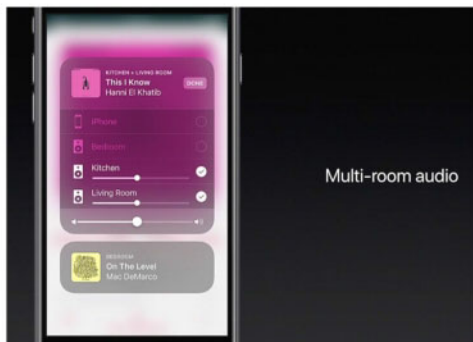 KITCHEN + LIVING ROOM
This I Know
Hanni El Khatib
DONE
iPhone
Bedroom
Kitchen
Living Room
BEDROOM
On The Level
Mac DeMarco
Multi-room audio